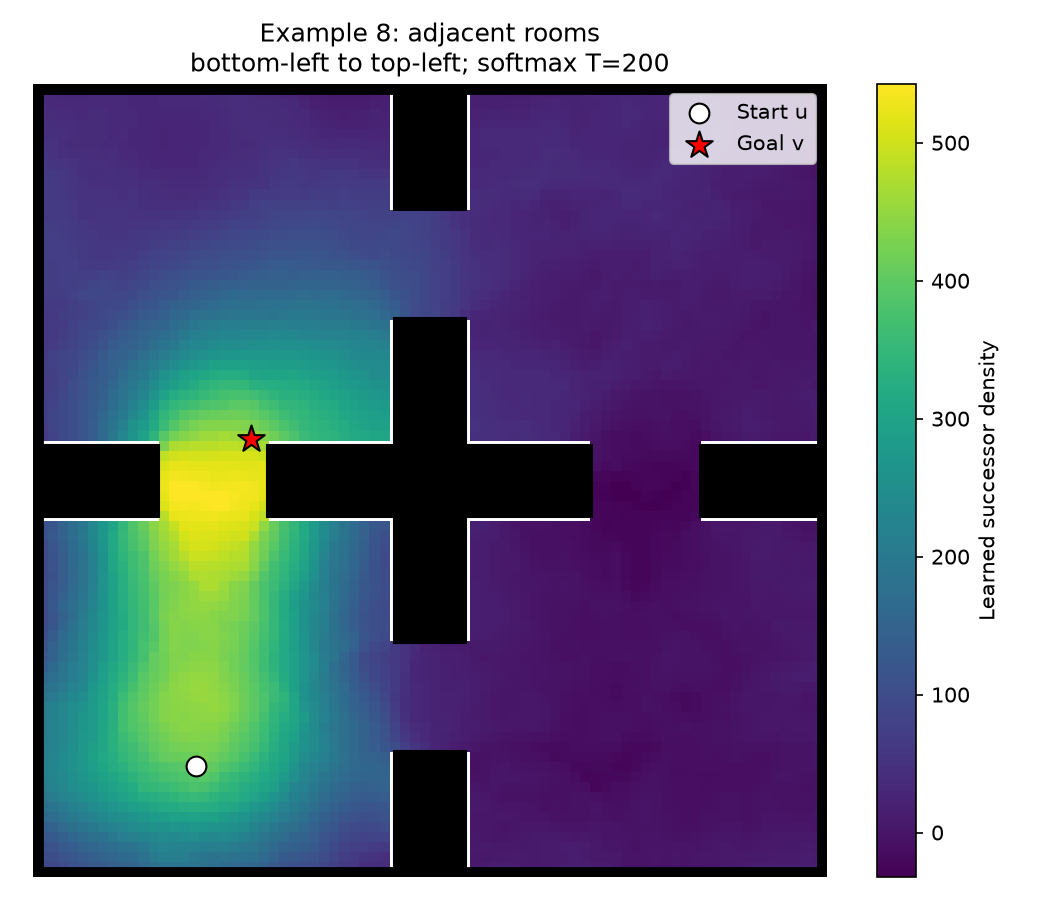 Example 8: adjacent rooms
bottom-left to top-left; softmax T=200
Start u
Goal v
500
400
300
200
100
0
Learned successor density